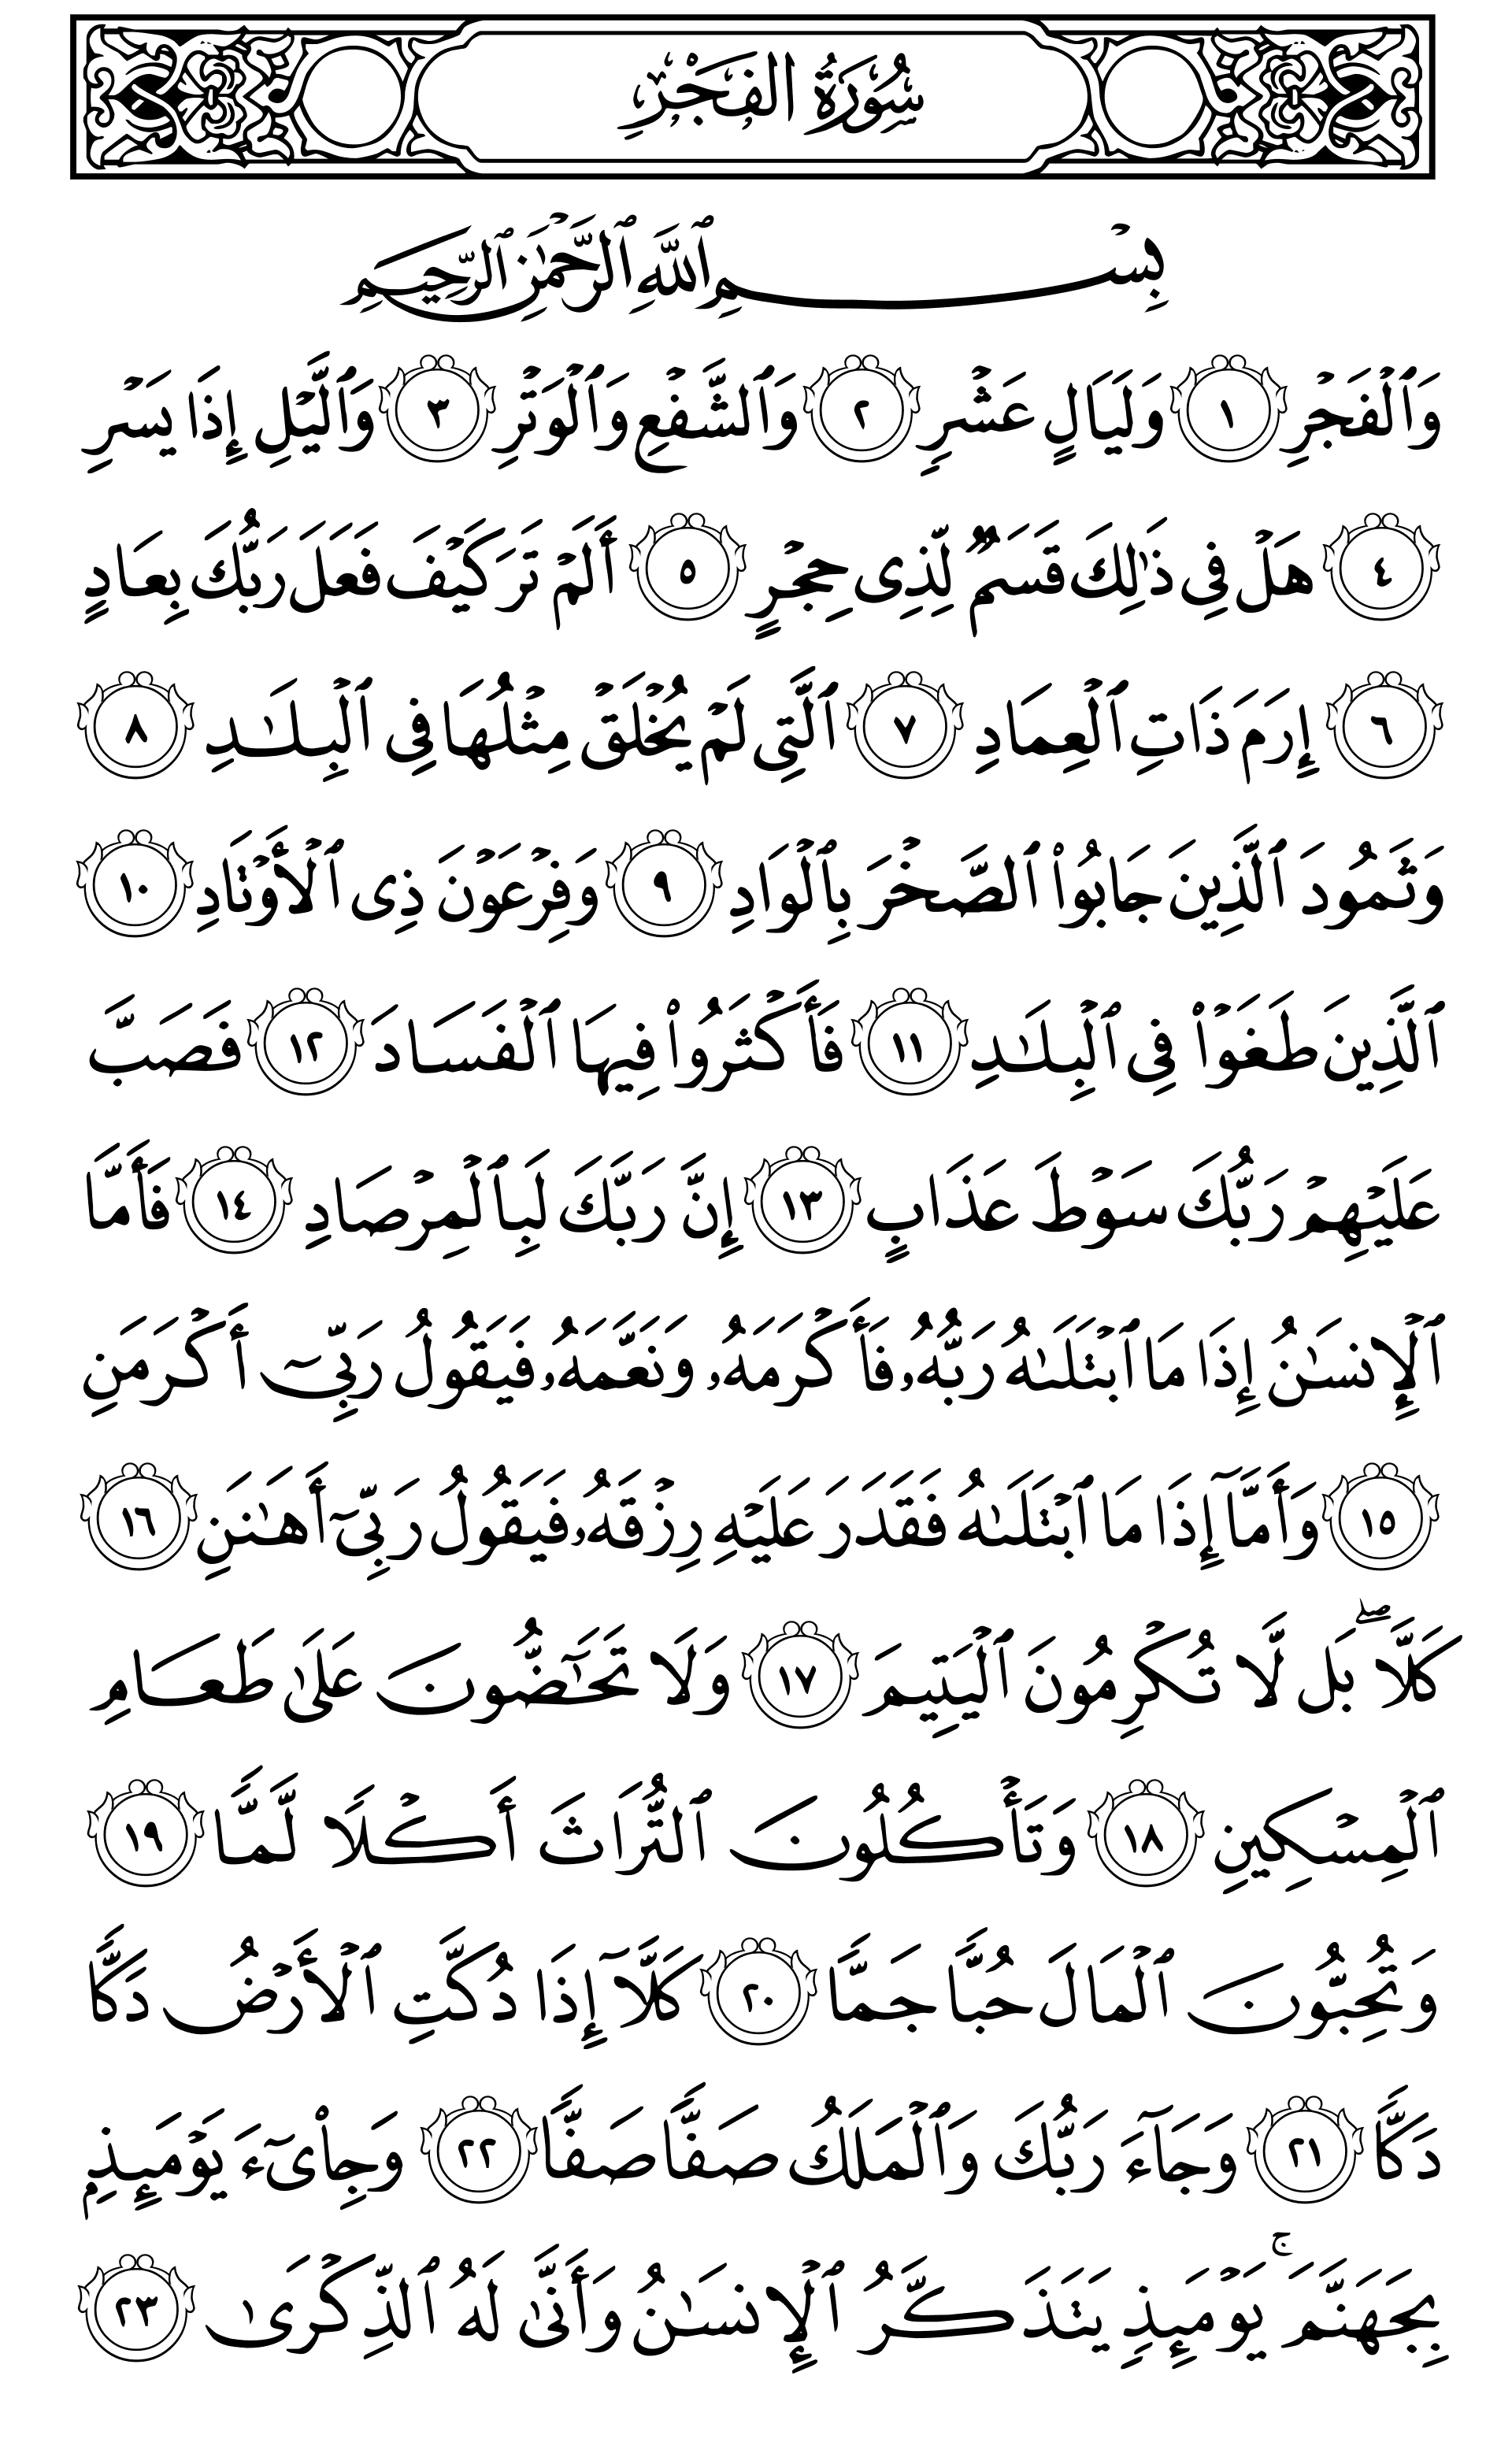 سُورَةُ الفَجْرِ
بِسْمِ ٱللَّهِ ٱلرَّحْمَٰنِ ٱلرَّحِيمِ
وَٱلْفَجْرِ ١ وَلَيَالٍ عَشْرٍ ٢ وَٱلشَّفْعِ وَٱلْوَتْرِ ٣ وَٱلَّيْلِ إِذَا يَسْرِ
٤ هَلْ فِى ذَٰلِكَ قَسَمٌ لِّذِى حِجْرٍ ٥ أَلَمْ تَرَ كَيْفَ فَعَلَ رَبُّكَ بِعَادٍ
٦ إِرَمَ ذَاتِ ٱلْعِمَادِ ٧ ٱلَّتِى لَمْ يُخْلَقْ مِثْلُهَا فِى ٱلْبِلَـٰدِ ٨
وَثَمُودَ ٱلَّذِينَ جَابُوا۟ ٱلصَّخْرَ بِٱلْوَادِ ٩ وَفِرْعَوْنَ ذِى ٱلْأَوْتَادِ ١٠
ٱلَّذِينَ طَغَوْا۟ فِى ٱلْبِلَـٰدِ ١١ فَأَكْثَرُوا۟ فِيهَا ٱلْفَسَادَ ١٢ فَصَبَّ
عَلَيْهِمْ رَبُّكَ سَوْطَ عَذَابٍ ١٣ إِنَّ رَبَّكَ لَبِٱلْمِرْصَادِ ١٤ فَأَمَّا
ٱلْإِنسَـٰنُ إِذَا مَا ٱبْتَلَىٰهُ رَبُّهُۥ فَأَكْرَمَهُۥ وَنَعَّمَهُۥ فَيَقُولُ رَبِّىٓ أَكْرَمَنِ
١٥ وَأَمَّآ إِذَا مَا ٱبْتَلَىٰهُ فَقَدَرَ عَلَيْهِ رِزْقَهُۥ فَيَقُولُ رَبِّىٓ أَهَـٰنَنِ ١٦
كَلَّا ۖ بَل لَّا تُكْرِمُونَ ٱلْيَتِيمَ ١٧ وَلَا تَحَـٰٓضُّونَ عَلَىٰ طَعَامِ
ٱلْمِسْكِينِ ١٨ وَتَأْكُلُونَ ٱلتُّرَاثَ أَكْلًا لَّمًّا ١٩
وَتُحِبُّونَ ٱلْمَالَ حُبًّا جَمًّا ٢٠ كَلَّآ إِذَا دُكَّتِ ٱلْأَرْضُ دَكًّا
دَكًّا ٢١ وَجَآءَ رَبُّكَ وَٱلْمَلَكُ صَفًّا صَفًّا ٢٢ وَجِا۟ىٓءَ يَوْمَئِذٍۭ
بِجَهَنَّمَ ۚ يَوْمَئِذٍ يَتَذَكَّرُ ٱلْإِنسَـٰنُ وَأَنَّىٰ لَهُ ٱلذِّكْرَىٰ ٢٣